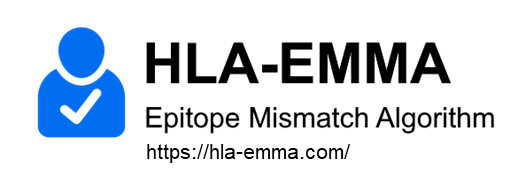 HLA-EMMA
Epitope Mismatch Algorithm
https://hla-emma.com/